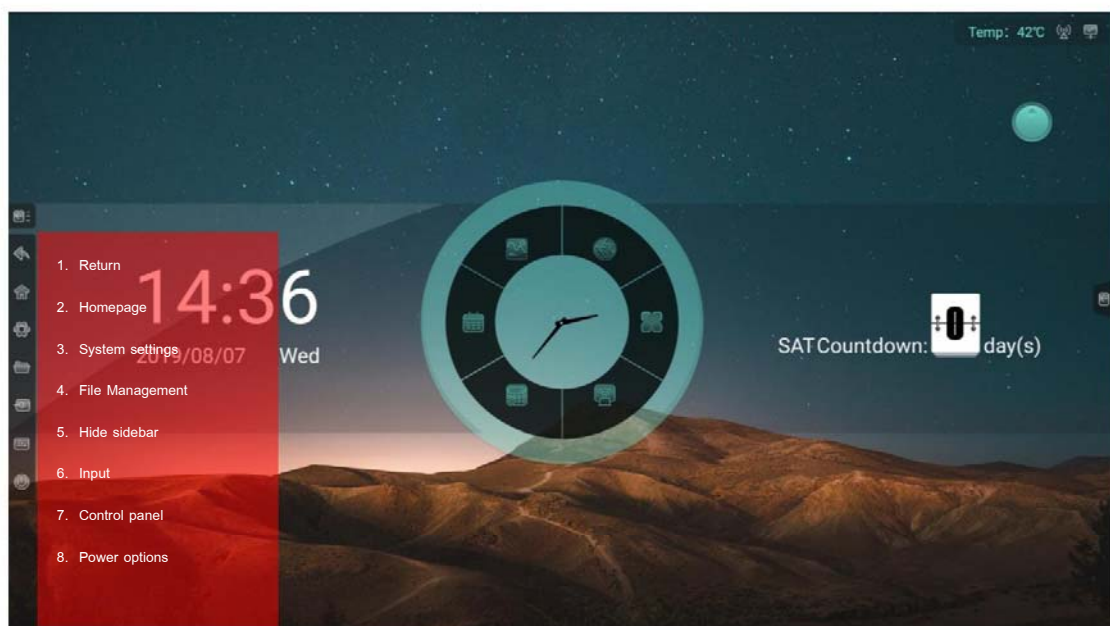 Temp: 42℃
1. Return
14:36
2. Homepage
3. System settings
2019/08/07 Wed
SAT Countdown: 0 day(s)
4. File Management
5. Hide sidebar
6. Input
7. Control panel
8. Power options